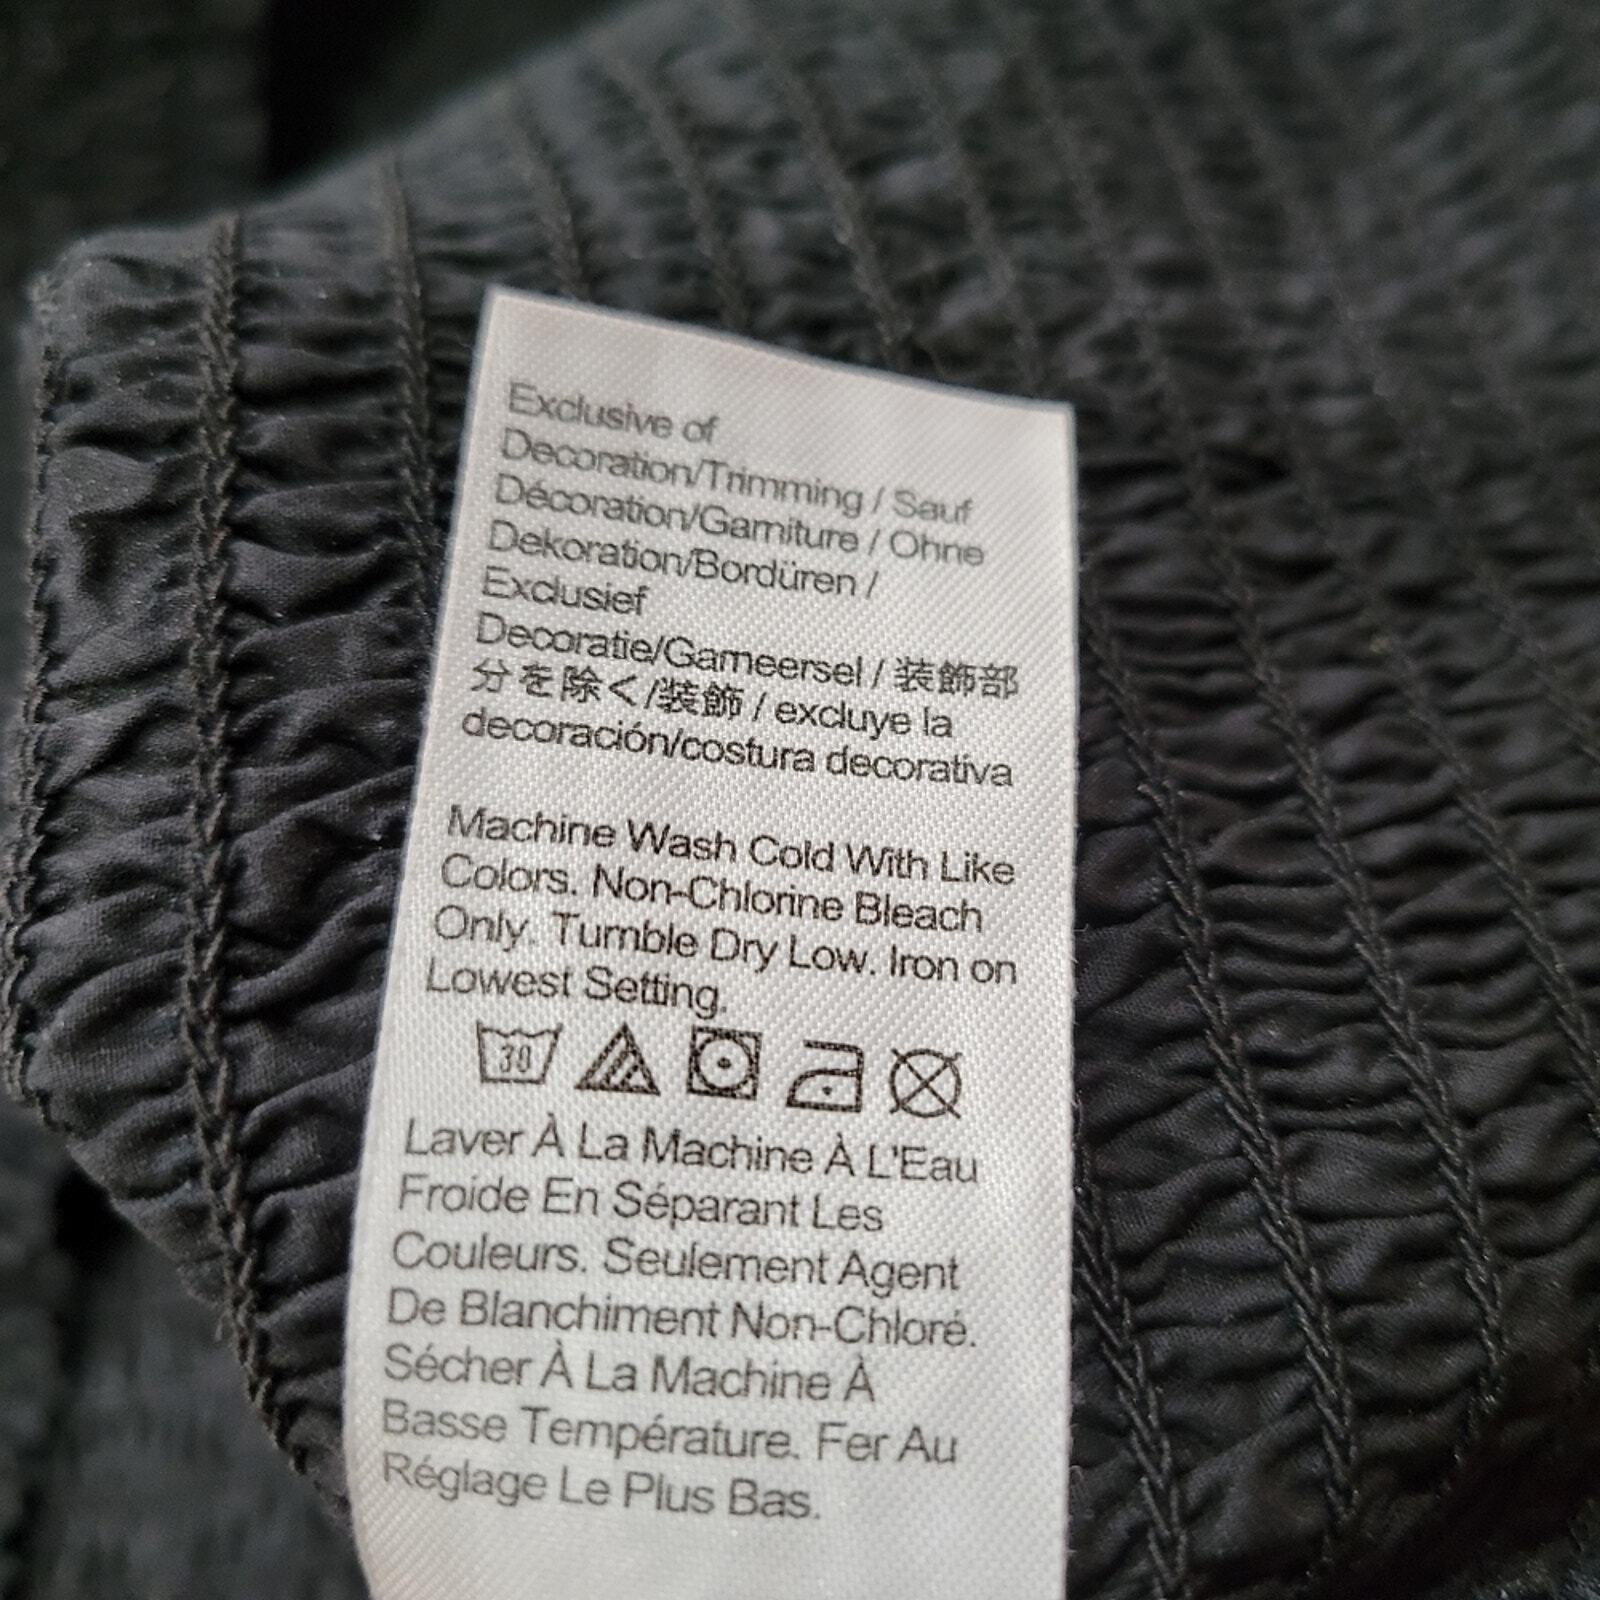 Exclusive of
Decoration/Trimming / Sauf
Décoration/Garniture / Ohne
Dekoration/Bordüren /
Exclusief
Decoratie/Garneersel / 装飾部
分を除く/装飾 / excluye la
decoración/costura decorativa
Machine Wash Cold With Like
Colors. Non-Chlorine Bleach
Only. Tumble Dry Low. Iron on
Lowest Setting.
30
Laver À La Machine À L'Eau
Froide En Séparant Les
Couleurs. Seulement Agent
De Blanchiment Non-Chloré.
Sécher À La Machine À
Basse Température. Fer Au
Réglage Le Plus Bas.